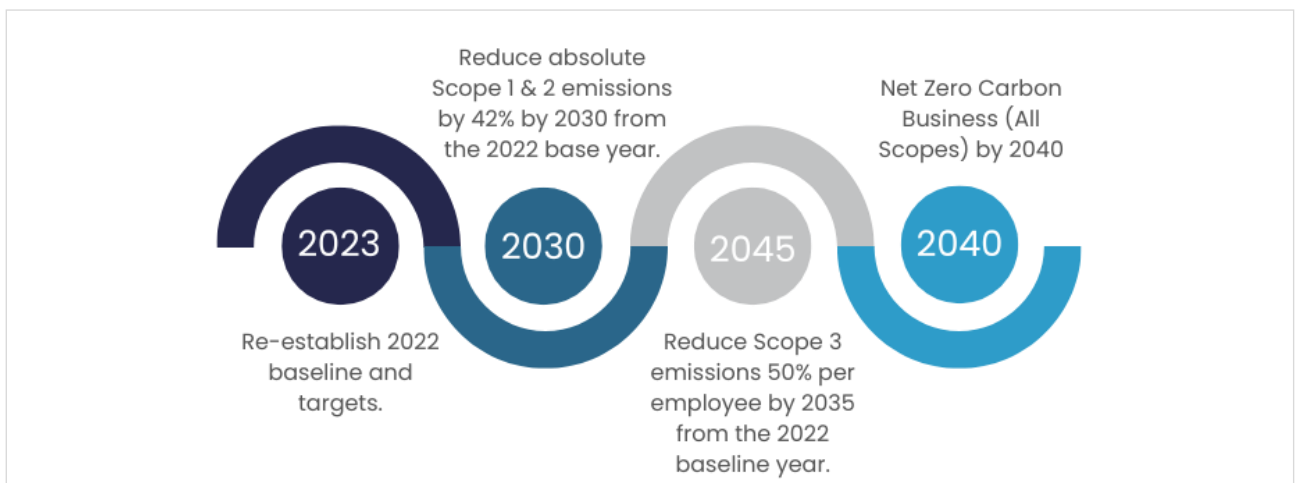 2023
Re-establish 2022
baseline and
targets.
Reduce absolute
Scope 1 & 2 emissions
by 42% by 2030 from
the 2022 base year.
2030
2045
Reduce Scope 3
emissions 50% per
employee by 2035
from the 2022
baseline year.
Net Zero Carbon
Business (All
Scopes) by 2040
2040